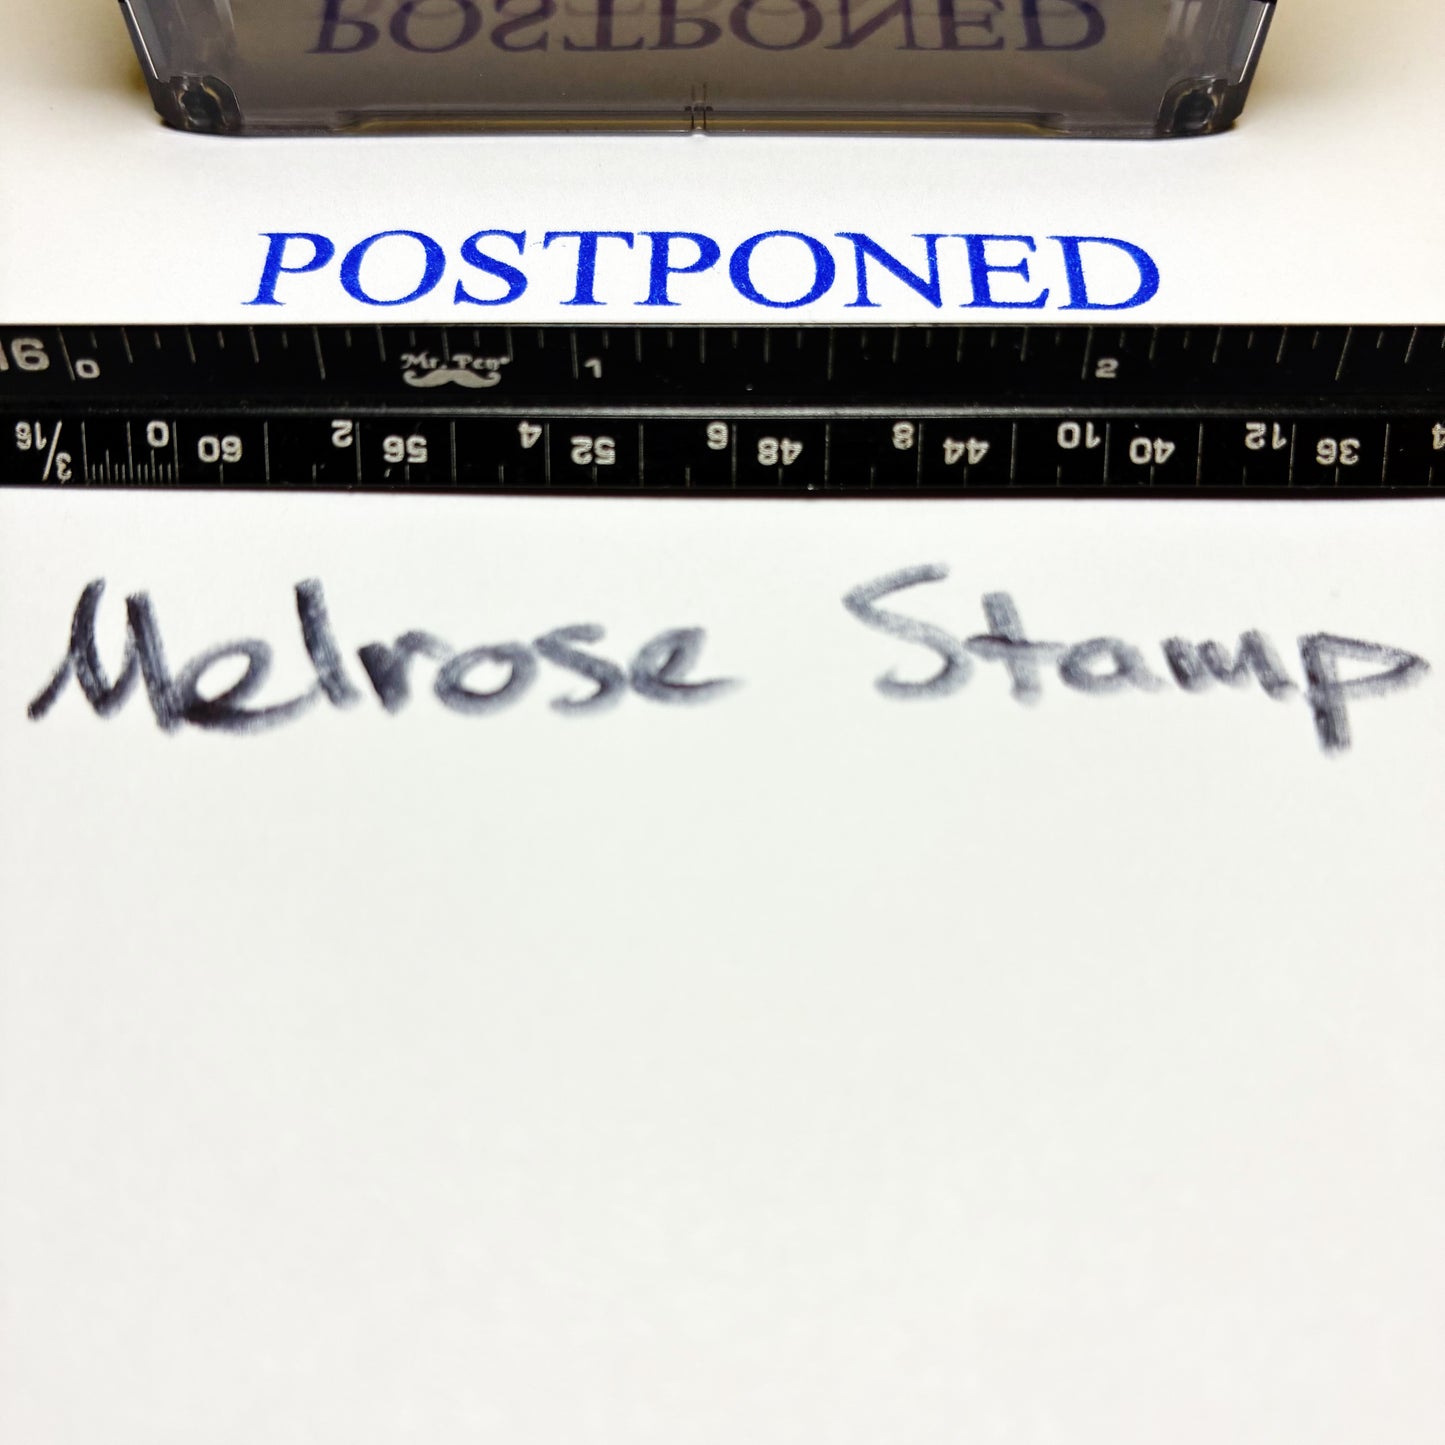 POSTPONED
POSTPONED
16 0 Mr. Pen 1 2
3/16 0 60 2 56 4 52 6 48 8 44 10 40 12 36
Melrose Stamp